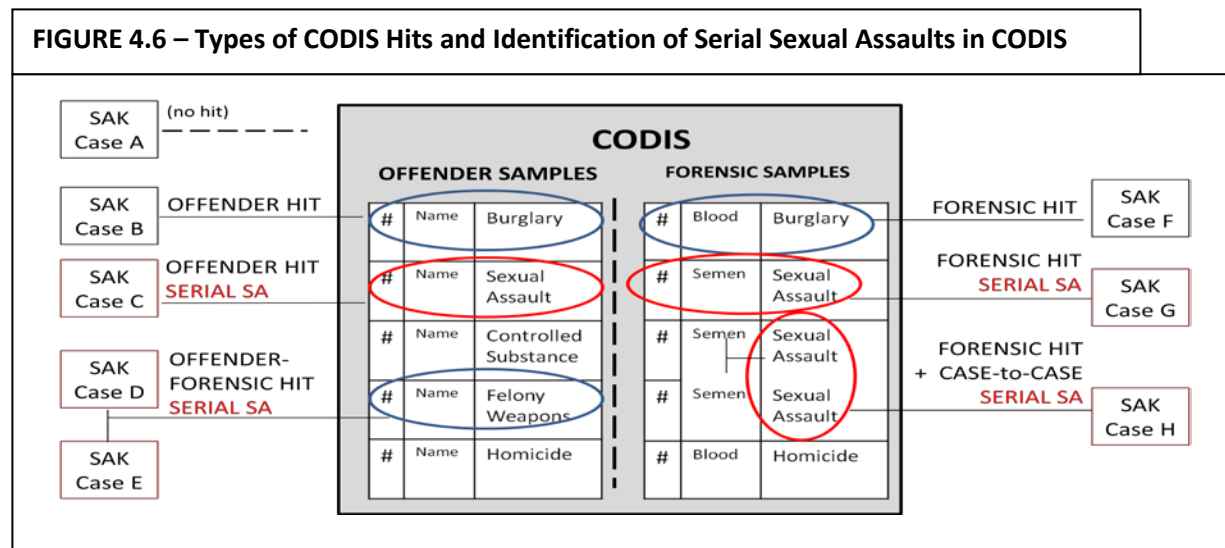 FIGURE 4.6 – Types of CODIS Hits and Identification of Serial Sexual Assaults in CODIS
SAK
Case A
(no hit)
SAK
Case B
OFFENDER HIT
SAK
Case C
OFFENDER HIT
SERIAL SA
SAK
Case D
OFFENDER-
FORENSIC HIT
SERIAL SA
SAK
Case E
CODIS
OFFENDER SAMPLES
# Name Burglary
# Name Sexual
Assault
# Name Controlled
Substance
# Name Felony
Weapons
# Name Homicide
FORENSIC SAMPLES
# Blood Burglary
# Semen Sexual
Assault
# Semen Sexual
Assault
# Semen Sexual
Assault
# Blood Homicide
FORENSIC HIT
SAK
Case F
FORENSIC HIT
SERIAL SA
SAK
Case G
FORENSIC HIT
+ CASE-to-CASE
SERIAL SA
SAK
Case H